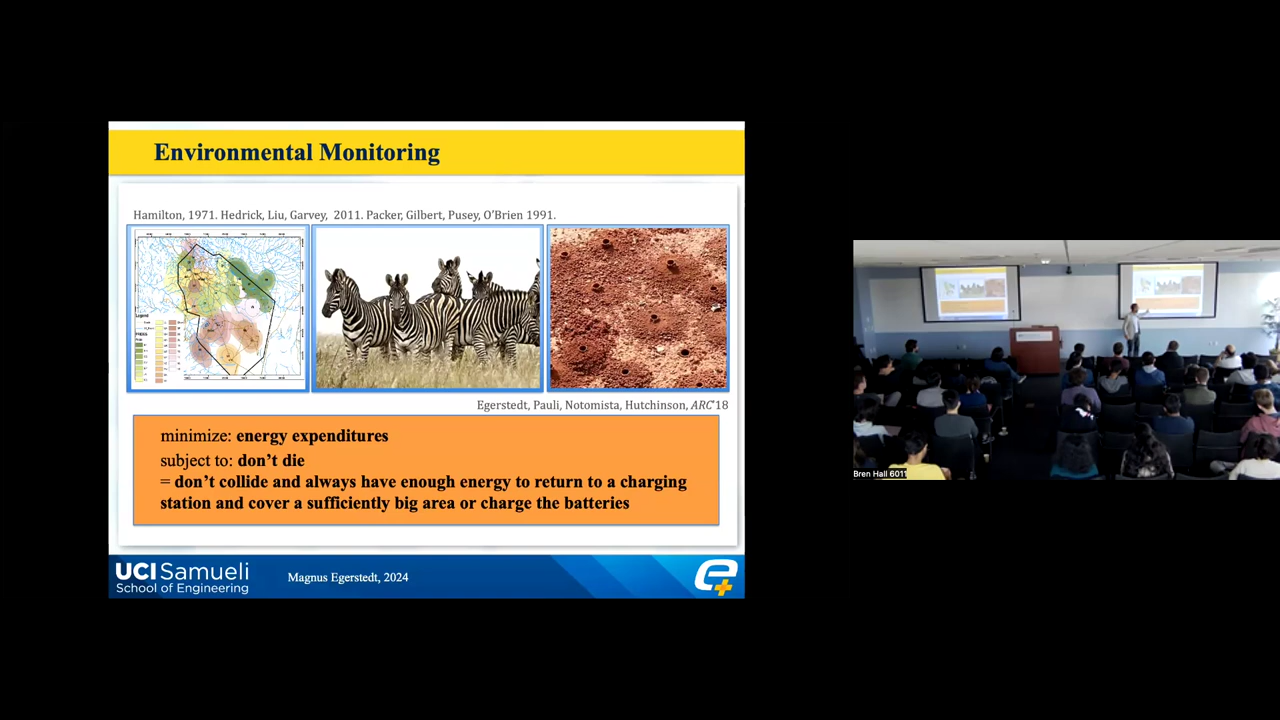 Environmental Monitoring
Hamilton, 1971. Hedrick, Liu, Garvey, 2011. Packer, Gilbert, Pusey, O'Brien 1991.
Egerstedt, Pauli, Notomista, Hutchinson, ARC'18
minimize: energy expenditures
subject to: don't die
= don't collide and always have enough energy to return to a charging
station and cover a sufficiently big area or charge the batteries
UCI Samueli
School of Engineering
Magnus Egerstedt, 2024
e+
Bren Hall 6011